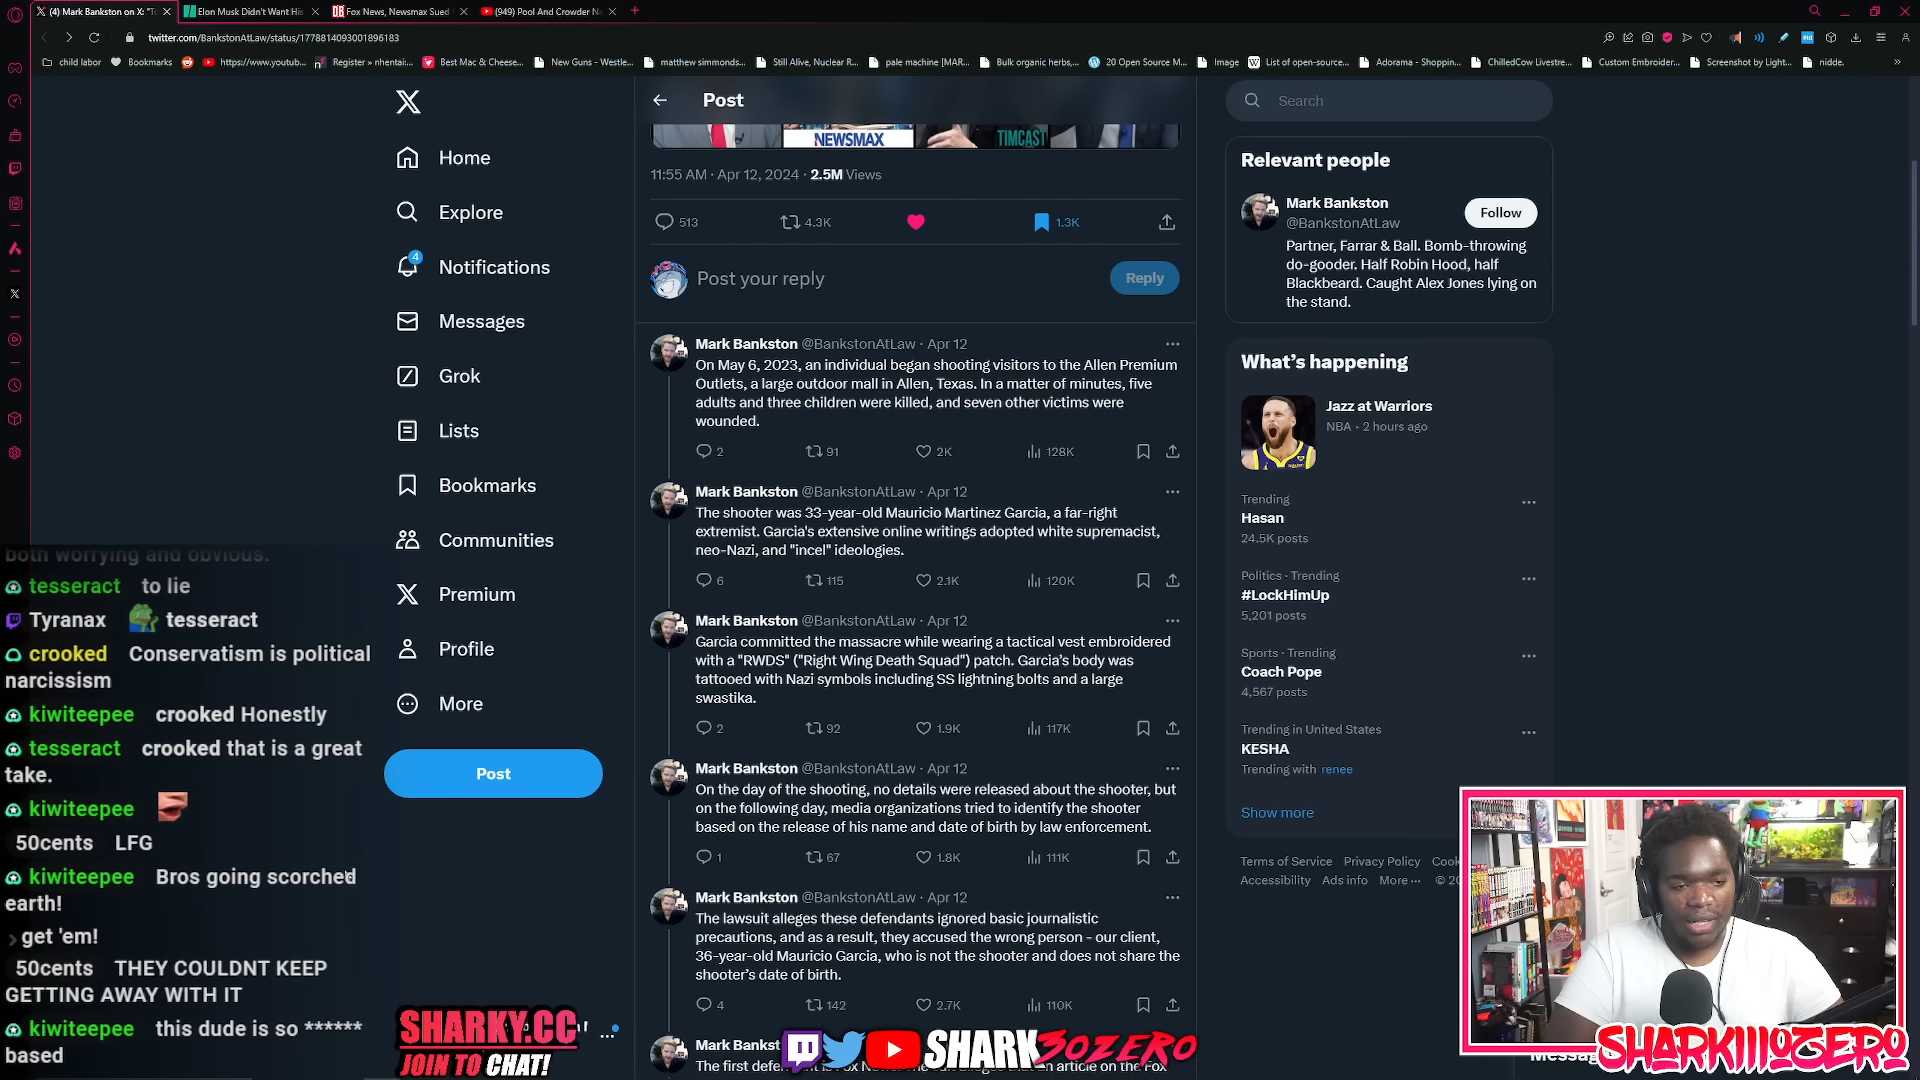 (4) Mark Bankston on X: "T
Elon Musk Didn't Want His
Fox News, Newsmax Sued
(949) Pool And Crowder Na
twitter.com/BankstonAtLaw/status/1778814093001896183
child labor
Bookmarks
https://www.youtub...
Register » nhentai...
Best Mac & Cheese...
New Guns - Westle...
matthew simmonds...
Still Alive, Nuclear R...
pale machine [MAR...
Bulk organic herbs,...
20 Open Source M...
Image
List of open-source...
Adorama - Shoppin...
ChilledCow Livestre...
Custom Embroider...
Screenshot by Light...
nidde.
Home
Explore
4
Notifications
Messages
Grok
Lists
Bookmarks
Communities
Premium
Profile
More
Post
Post
NEWSMAX
TIMCAST
11:55 AM · Apr 12, 2024 · 2.5M Views
513
4.3K
1.3K
Post your reply
Reply
Mark Bankston @BankstonAtLaw · Apr 12
On May 6, 2023, an individual began shooting visitors to the Allen Premium
Outlets, a large outdoor mall in Allen, Texas. In a matter of minutes, five
adults and three children were killed, and seven other victims were
wounded.
2 91 2K 128K
Mark Bankston @BankstonAtLaw · Apr 12
The shooter was 33-year-old Mauricio Martinez Garcia, a far-right
extremist. Garcia's extensive online writings adopted white supremacist,
neo-Nazi, and "incel" ideologies.
6 115 2.1K 120K
Mark Bankston @BankstonAtLaw · Apr 12
Garcia committed the massacre while wearing a tactical vest embroidered
with a "RWDS" ("Right Wing Death Squad") patch. Garcia's body was
tattooed with Nazi symbols including SS lightning bolts and a large
swastika.
2 92 1.9K 117K
Mark Bankston @BankstonAtLaw · Apr 12
On the day of the shooting, no details were released about the shooter, but
on the following day, media organizations tried to identify the shooter
based on the release of his name and date of birth by law enforcement.
1 67 1.8K 111K
Mark Bankston @BankstonAtLaw · Apr 12
The lawsuit alleges these defendants ignored basic journalistic
precautions, and as a result, they accused the wrong person - our client,
36-year-old Mauricio Garcia, who is not the shooter and does not share the
shooter's date of birth.
4 142 2.7K 110K
Mark Bankst
The first defen
Search
Relevant people
Mark Bankston
@BankstonAtLaw
Follow
Partner, Farrar & Ball. Bomb-throwing
do-gooder. Half Robin Hood, half
Blackbeard. Caught Alex Jones lying on
the stand.
What's happening
Jazz at Warriors
NBA · 2 hours ago
Trending
Hasan
24.5K posts
Politics · Trending
#LockHimUp
5,201 posts
Sports · Trending
Coach Pope
4,567 posts
Trending in United States
KESHA
Trending with renee
Show more
Terms of Service Privacy Policy Cook
Accessibility Ads info More ··· © 20
both worrying and obvious.
tesseract to lie
Tyranax tesseract
crooked Conservatism is political
narcissism
kiwiteepee crooked Honestly
tesseract crooked that is a great
take.
kiwiteepee
50cents LFG
kiwiteepee Bros going scorched
earth!
get 'em!
50cents THEY COULDNT KEEP
GETTING AWAY WITH IT
kiwiteepee this dude is so ******
based
SHARKY.CC
JOIN TO CHAT!
SHARK3OZERO
SHARKIIIOZERO